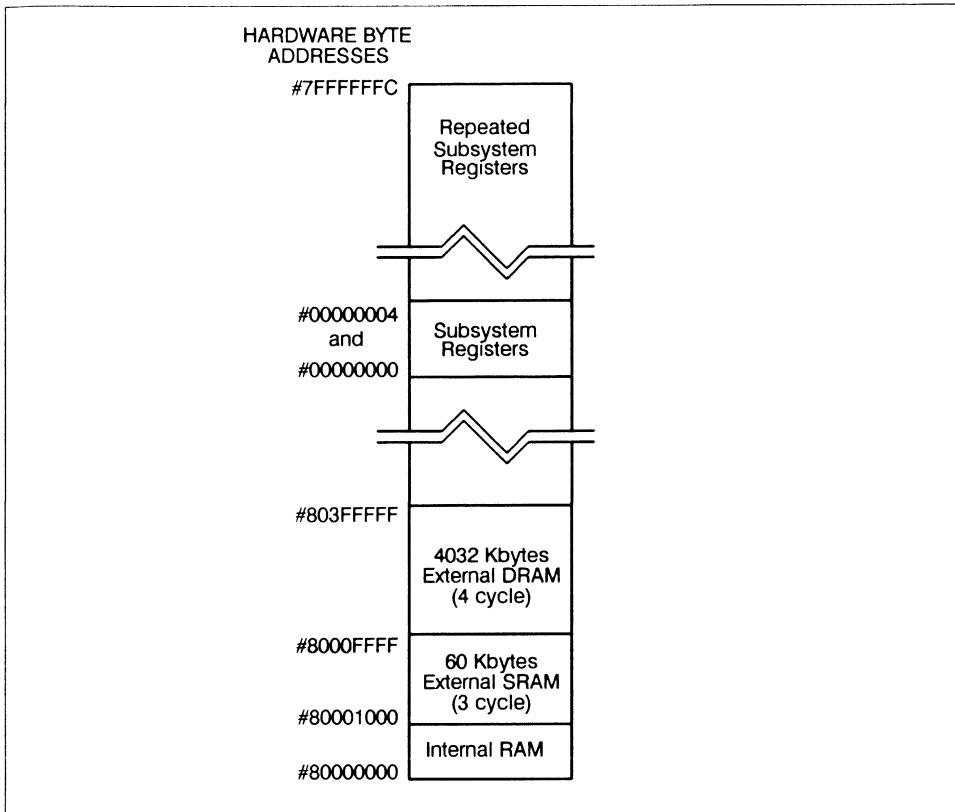 HARDWARE BYTE
ADDRESSES
#7FFFFFFC
Repeated
Subsystem
Registers
#00000004
and
#00000000
Subsystem
Registers
#803FFFFF
4032 Kbytes
External DRAM
(4 cycle)
#8000FFFF
60 Kbytes
External SRAM
(3 cycle)
#80001000
Internal RAM
#80000000